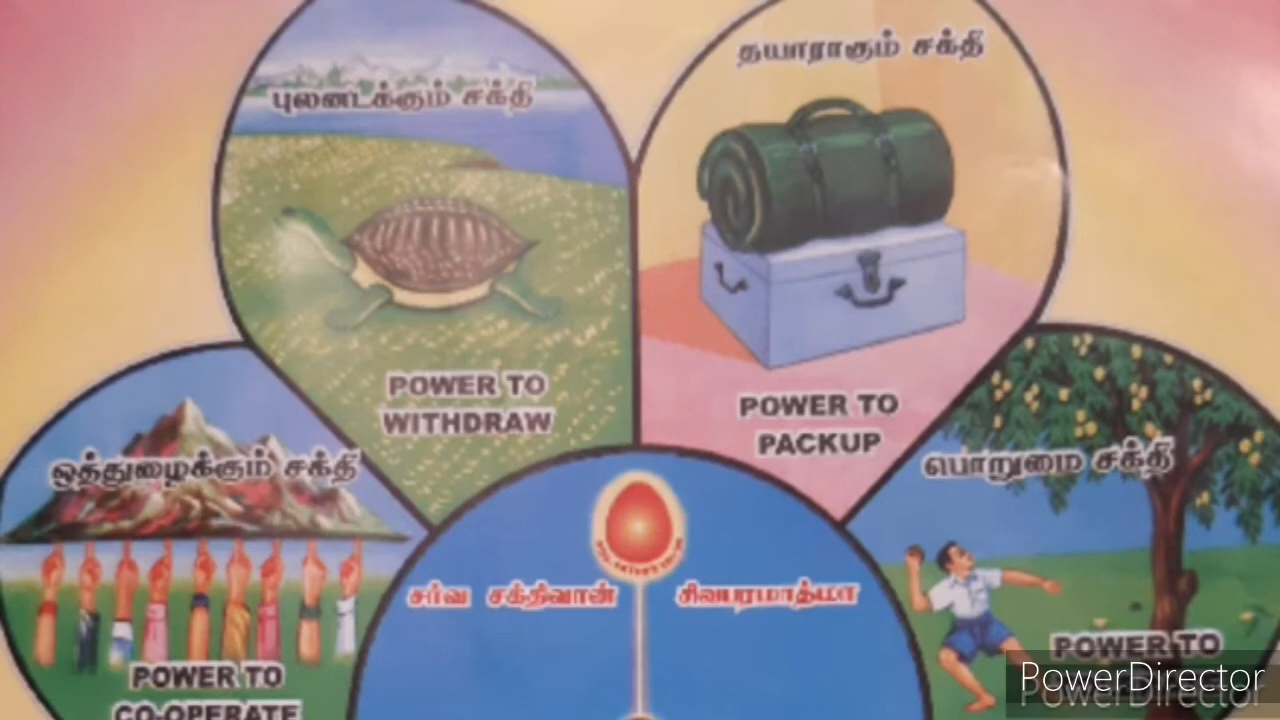 புலனடக்கும் சக்தி
தயாராகும் சக்தி
POWER TO
WITHDRAW
POWER TO
PACKUP
ஒத்துழைக்கும் சக்தி
பொறுமை சக்தி
சர்வ சக்திவான் சிவபரமாத்மா
POWER TO
CO-OPERATE
POWER TO
PowerDirector